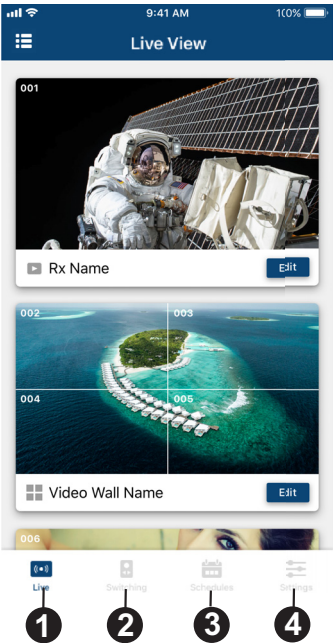 9:41 AM 100%
Live View
001
Rx Name Edit
002 003
004 005
Video Wall Name Edit
006
Live Switching Schedules Settings
1 2 3 4